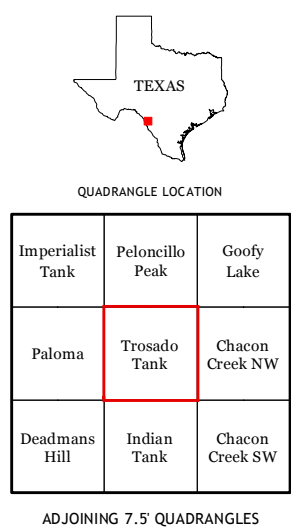 TEXAS
QUADRANGLE LOCATION
Imperialist
Tank
Peloncillo
Peak
Goofy
Lake
Paloma
Trosado
Tank
Chacon
Creek NW
Deadmans
Hill
Indian
Tank
Chacon
Creek SW
ADJOINING 7.5' QUADRANGLES